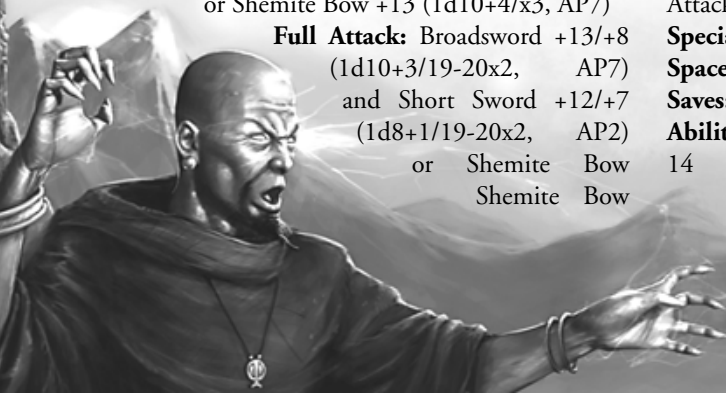 or Shemite Bow +13 (1d10+4/x3, AP7)
Full Attack: Broadsword +13/+8
(1d10+3/19-20x2, AP7)
and Short Sword +12/+7
(1d8+1/19-20x2, AP2)
or Shemite Bow
Shemite Bow
Attack
Specia
Space
Saves:
Abilit
14